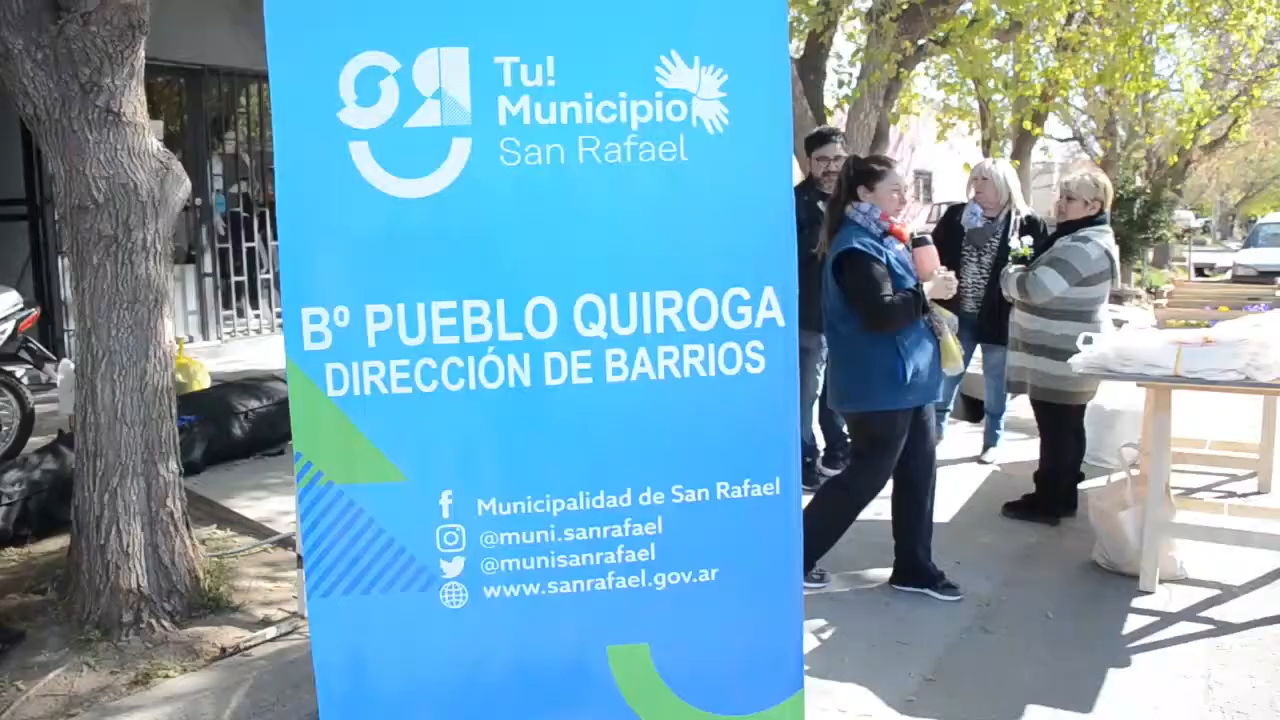 Tu!
Municipio
San Rafael
Bº PUEBLO QUIROGA
DIRECCIÓN DE BARRIOS
Municipalidad de San Rafael
@muni.sanrafael
@munisanrafael
www.sanrafael.gov.ar